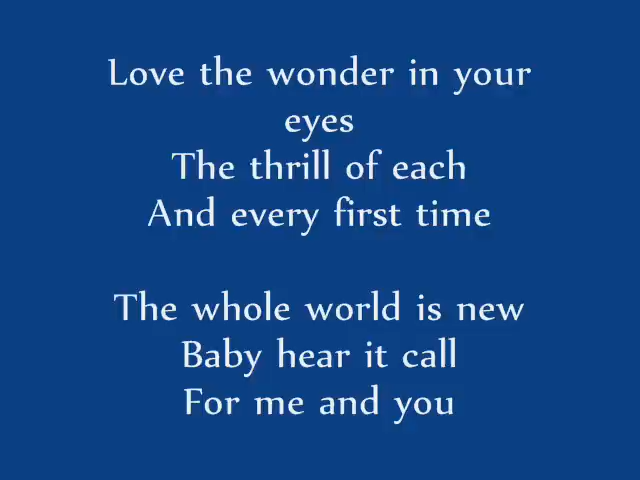 Love the wonder in your
eyes
The thrill of each
And every first time
The whole world is new
Baby hear it call
For me and you